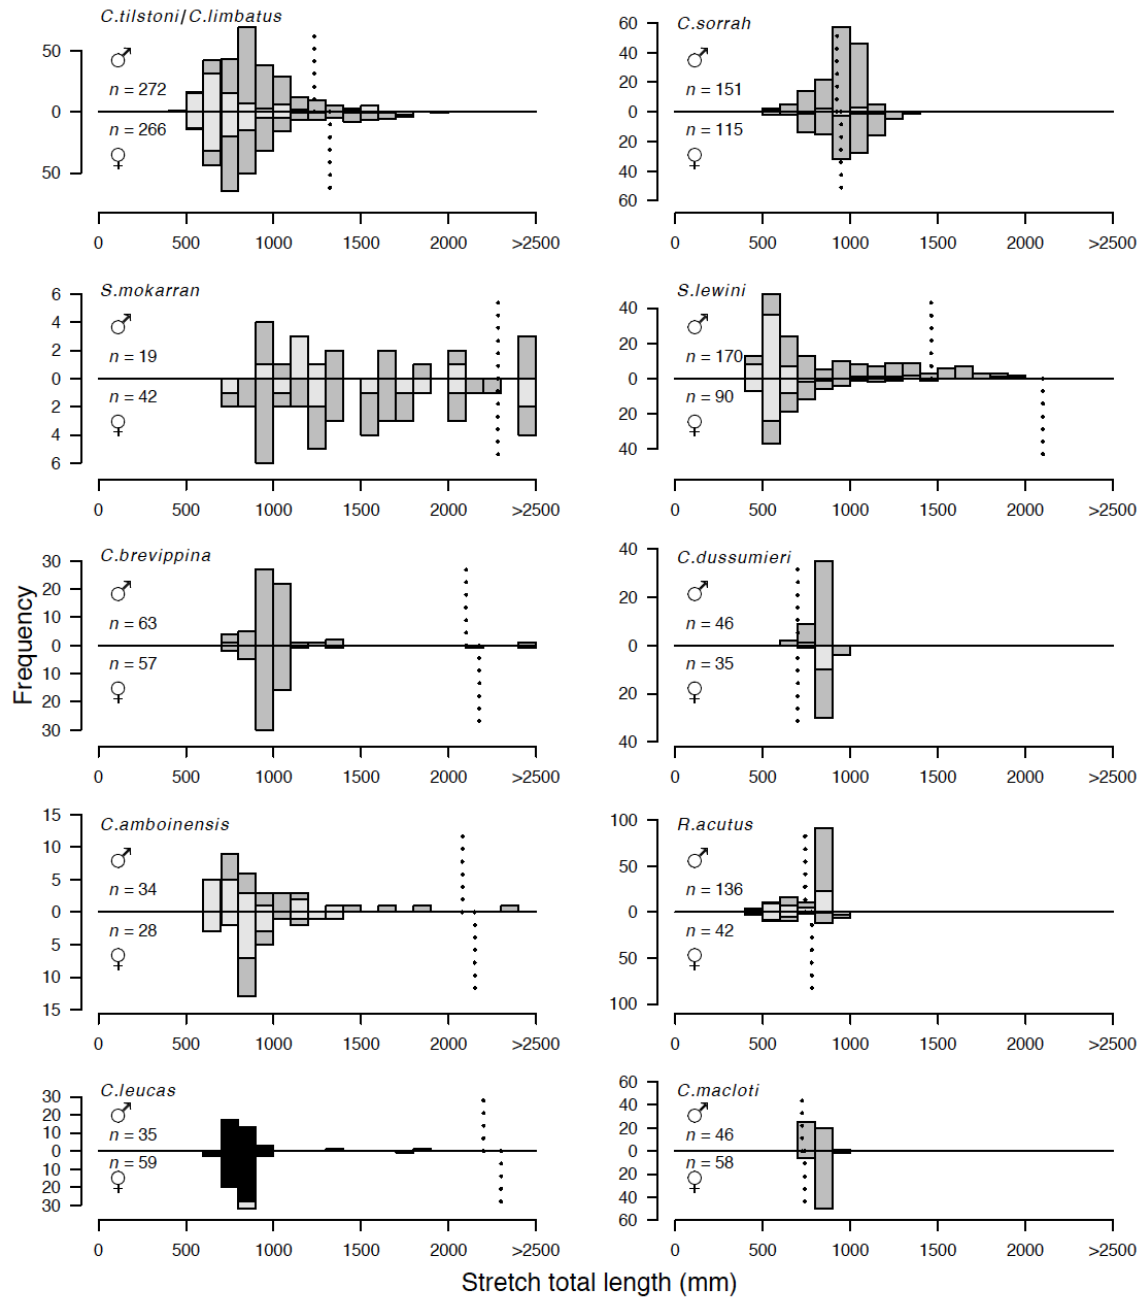 C.tilstoni/C.limbatus
50
♂
n = 272
0
n = 266
♀
50
0 500 1000 1500 2000 >2500
C.sorrah
60
40
♂
20
n = 151
0
n = 115
20
♀
40
60
0 500 1000 1500 2000 >2500
S.mokarran
6
4
♂
2
n = 19
0
n = 42
2
♀
4
6
0 500 1000 1500 2000 >2500
S.lewini
40
♂
20
n = 170
0
n = 90
20
♀
40
0 500 1000 1500 2000 >2500
C.brevippina
30
20
♂
10
n = 63
0
n = 57
10
♀
20
30
0 500 1000 1500 2000 >2500
C.dussumieri
40
♂
20
n = 46
0
n = 35
♀
20
40
0 500 1000 1500 2000 >2500
Frequency
C.amboinensis
15
10
♂
5
n = 34
0
n = 28
5
♀
10
15
0 500 1000 1500 2000 >2500
R.acutus
100
♂
50
n = 136
0
n = 42
♀
50
100
0 500 1000 1500 2000 >2500
C.leucas
30
20
♂
10
n = 35
0
n = 59
10
♀
20
30
0 500 1000 1500 2000 >2500
C.macloti
60
40
♂
20
n = 46
0
n = 58
20
♀
40
60
0 500 1000 1500 2000 >2500
Stretch total length (mm)